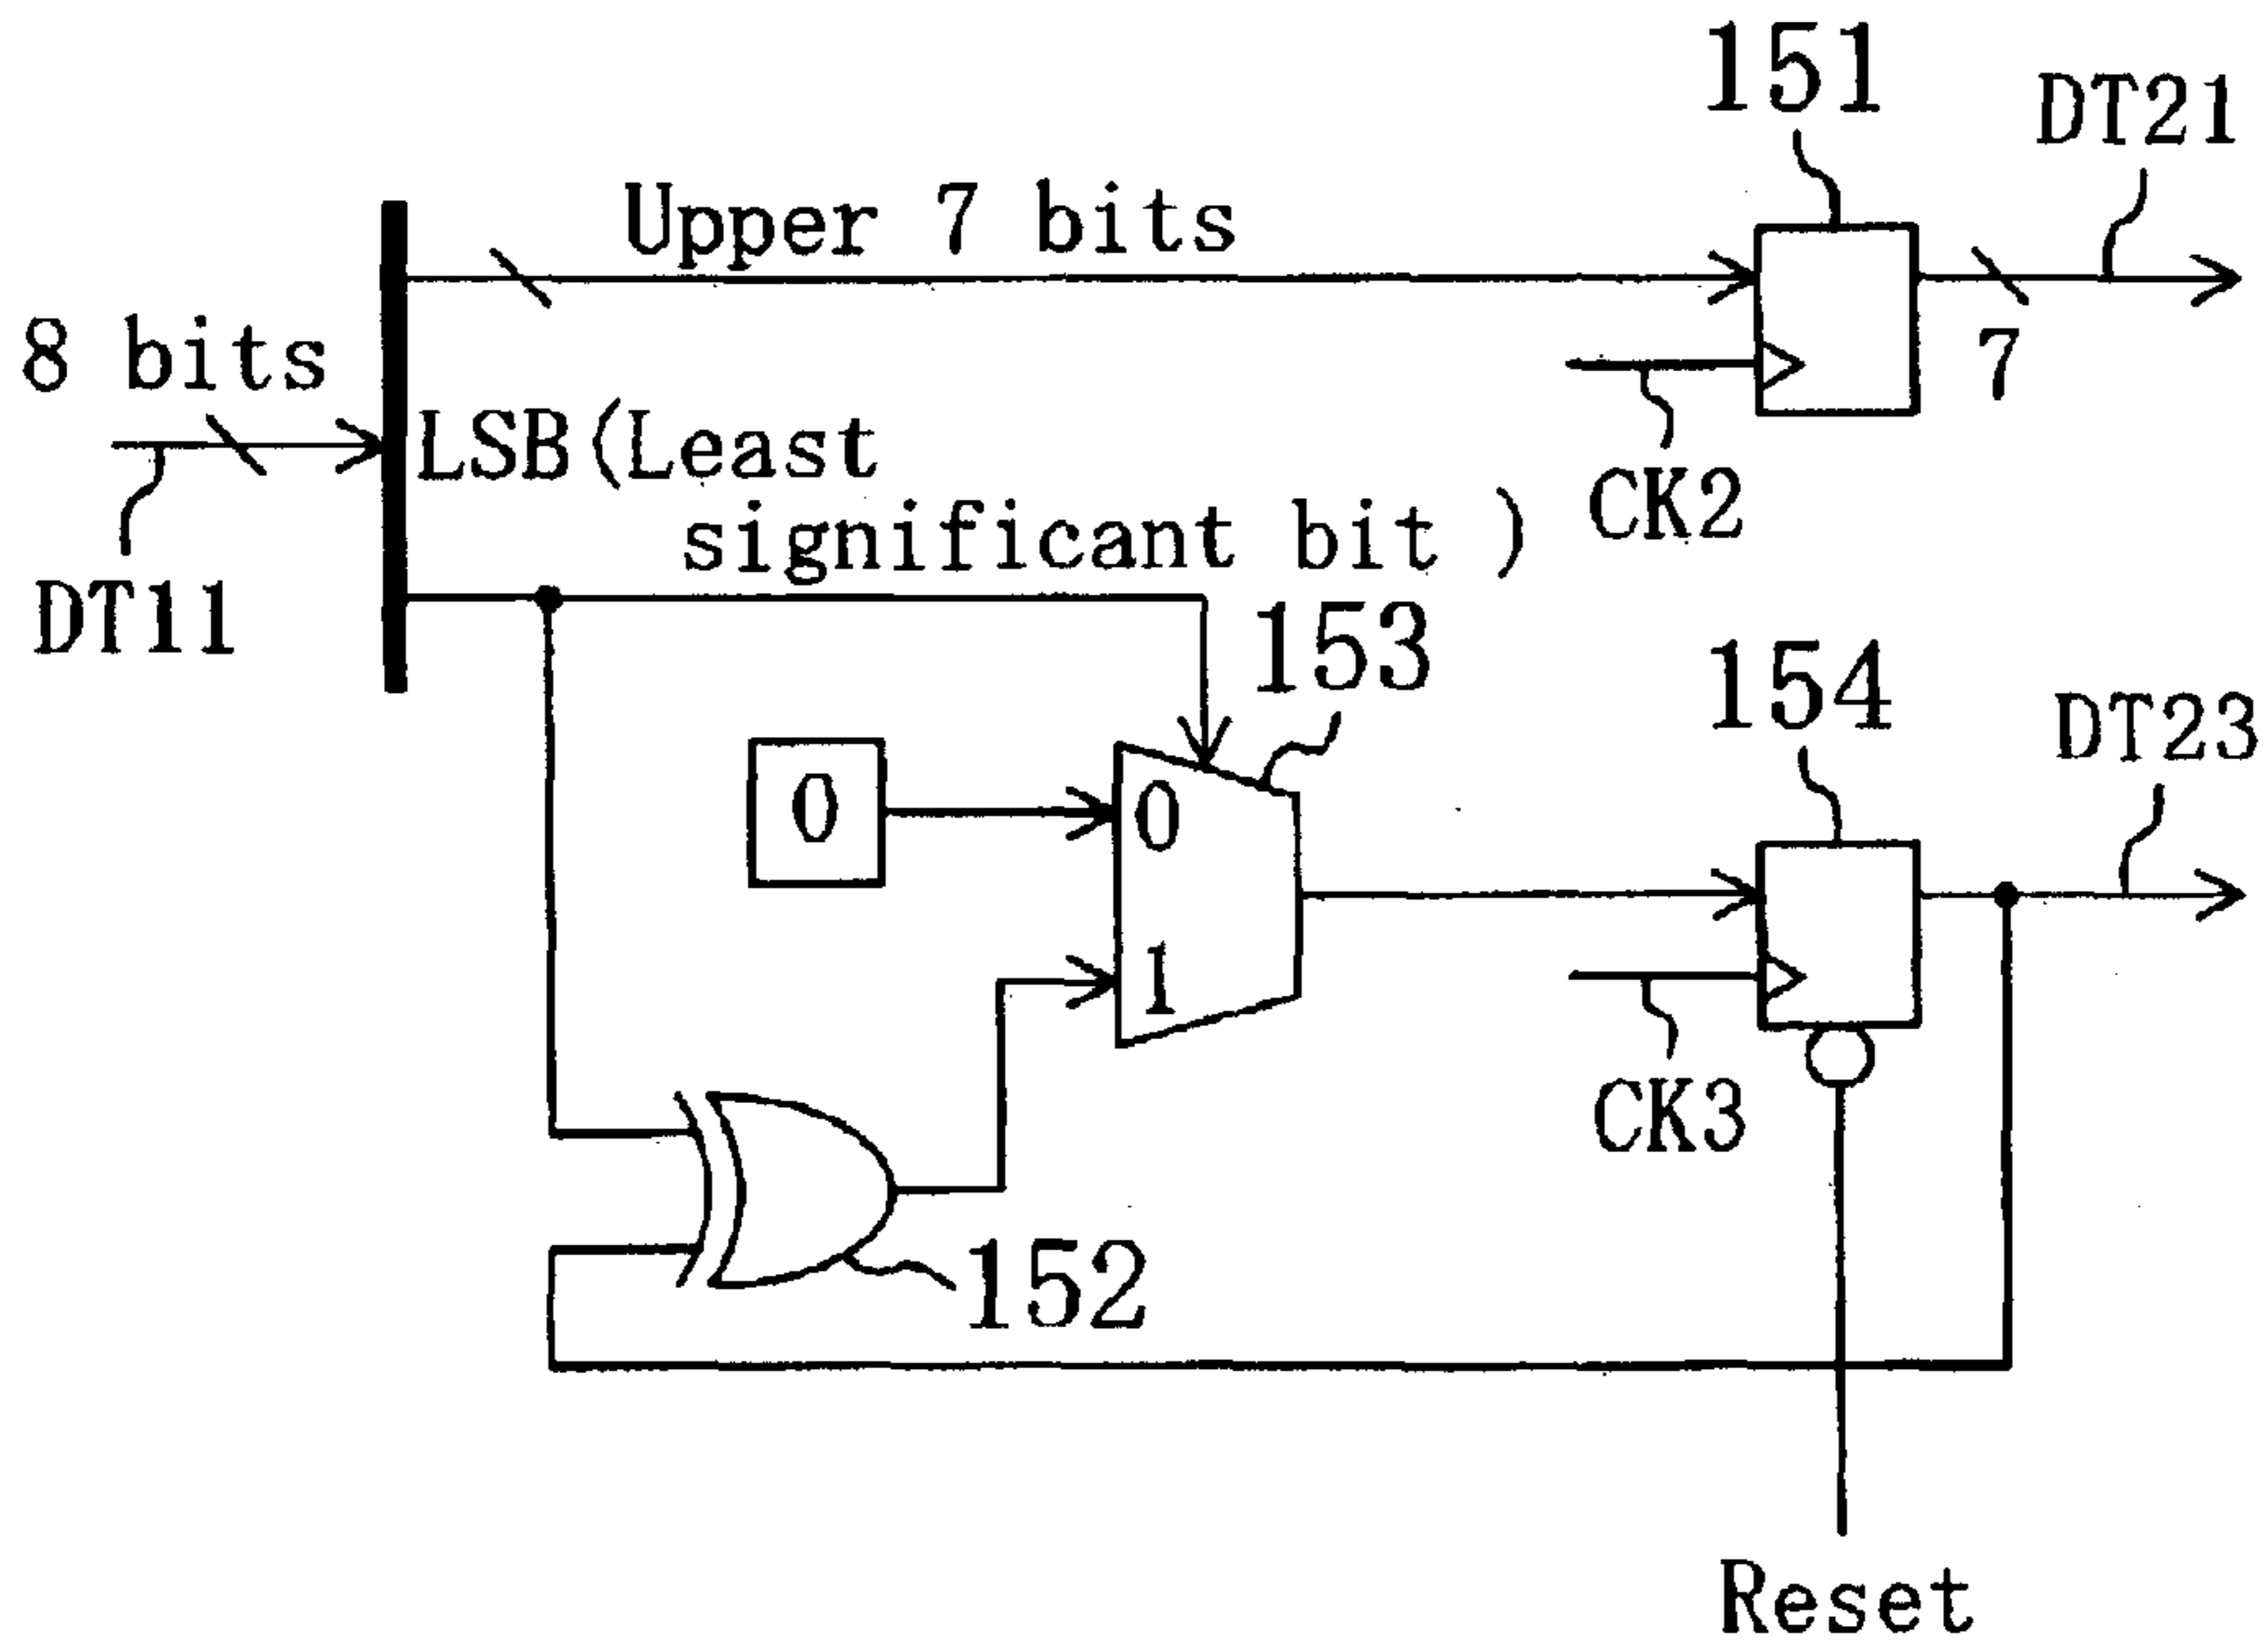 151
DT21
Upper 7 bits
8 bits
7
LSB(Least
significant bit )
CK2
DT11
153
154
DT23
0
0
1
CK3
152
Reset